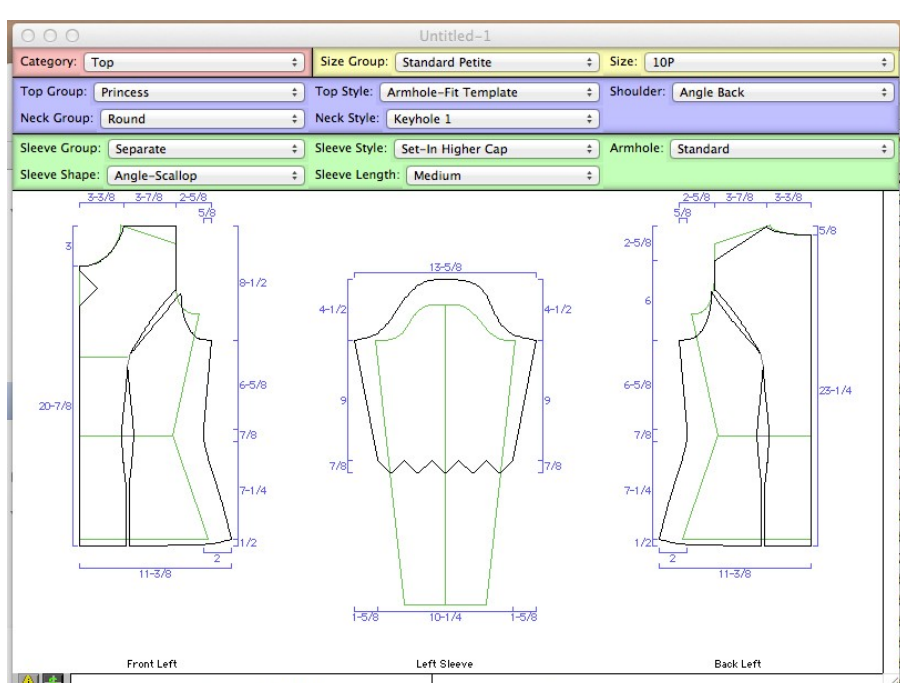 Untitled-1
Category: Top Size Group: Standard Petite Size: 10P
Top Group: Princess Top Style: Armhole-Fit Template Shoulder: Angle Back
Neck Group: Round Neck Style: Keyhole 1
Sleeve Group: Separate Sleeve Style: Set-In Higher Cap Armhole: Standard
Sleeve Shape: Angle-Scallop Sleeve Length: Medium
3-3/8 3-7/8 2-5/8
5/8
3
8-1/2
6-5/8
20-7/8
7/8
7-1/4
1/2
2
11-3/8
Front Left
13-5/8
4-1/2 4-1/2
9 9
7/8 7/8
1-5/8 10-1/4 1-5/8
Left Sleeve
2-5/8 3-7/8 3-3/8
5/8
5/8
2-5/8
6
6-5/8
23-1/4
7/8
7-1/4
1/2
2
11-3/8
Back Left